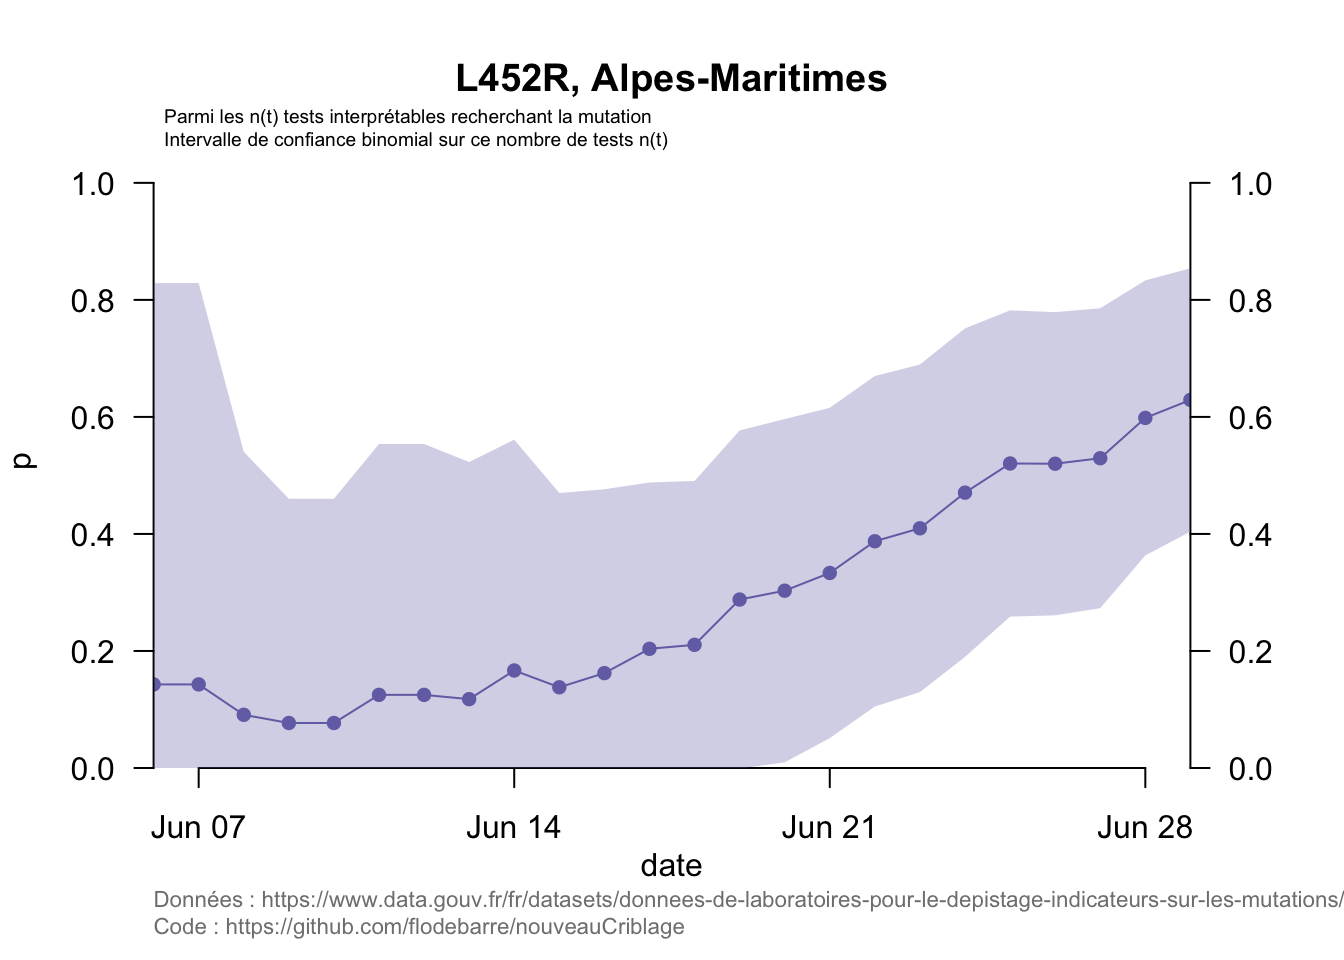 L452R, Alpes-Maritimes
Parmi les n(t) tests interprétables recherchant la mutation
Intervalle de confiance binomial sur ce nombre de tests n(t)
1.0 1.0
0.8 0.8
0.6 0.6
p
0.4 0.4
0.2 0.2
0.0 0.0
Jun 07 Jun 14 Jun 21 Jun 28
date
Données : https://www.data.gouv.fr/fr/datasets/donnees-de-laboratoires-pour-le-depistage-indicateurs-sur-les-mutations/
Code : https://github.com/flodebarre/nouveauCriblage